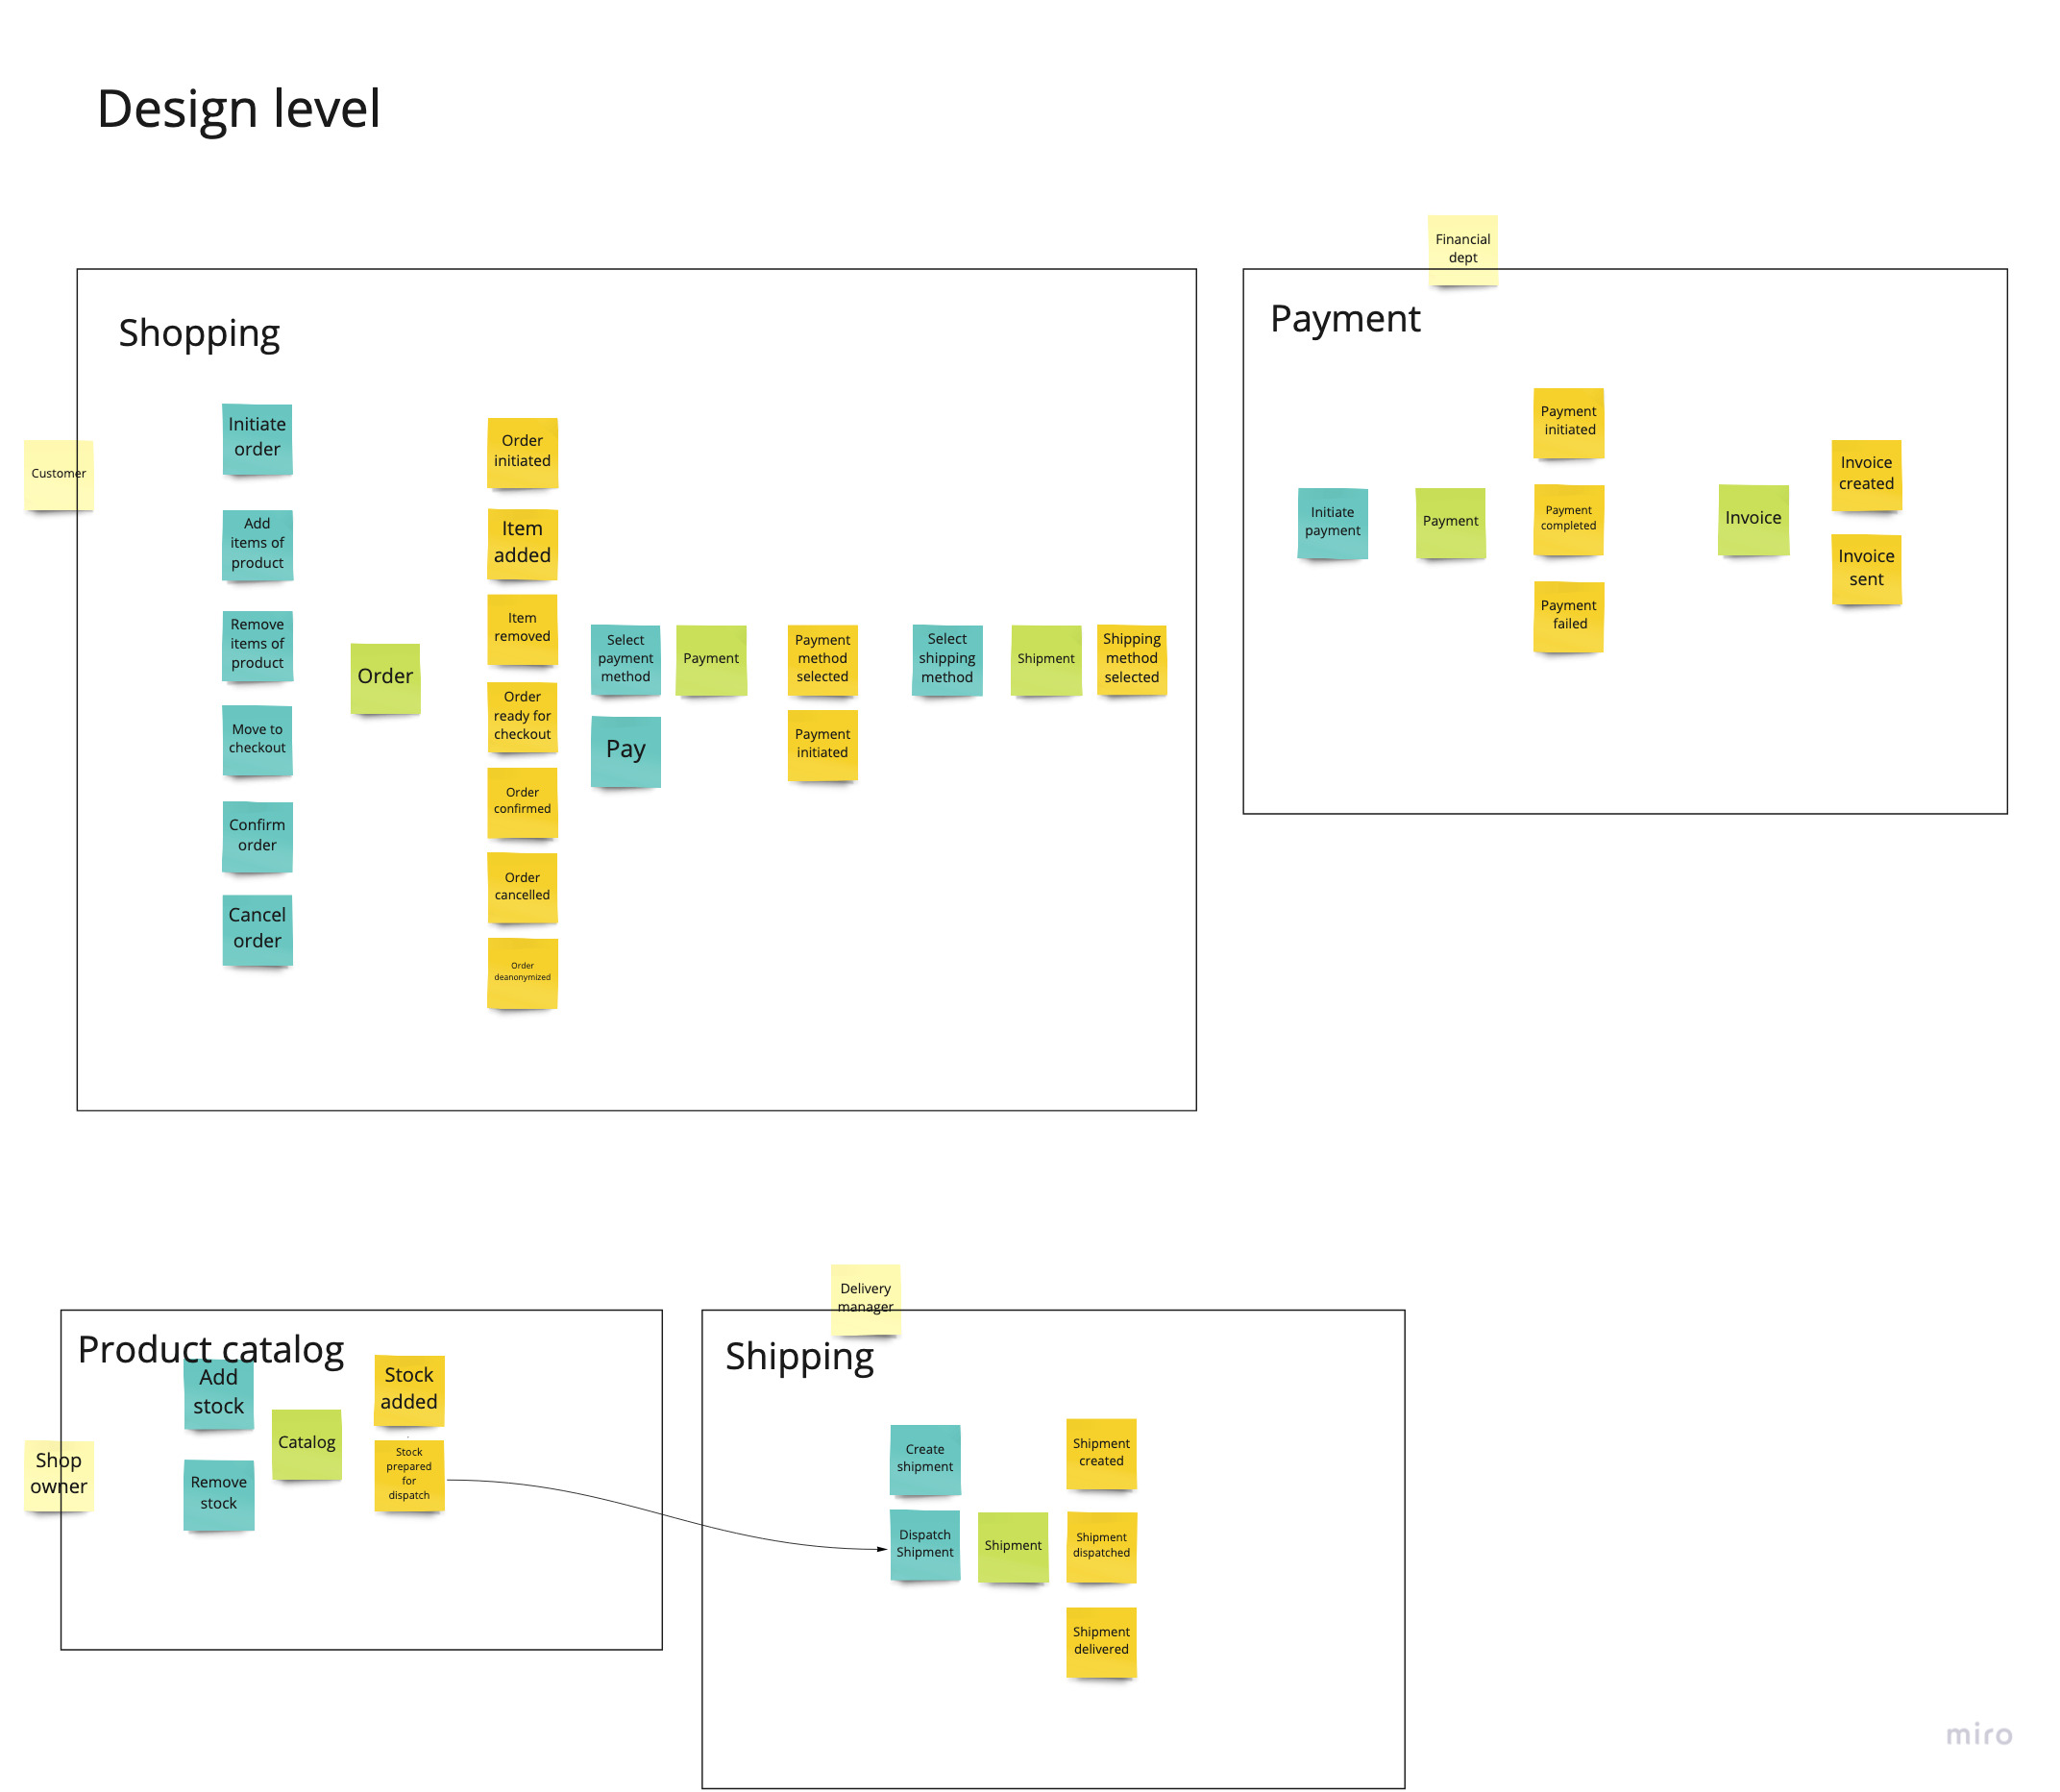 Design level
Financial
dept
Shopping
Payment
Customer
Initiate
order
Add
items of
product
Remove
items of
product
Move to
checkout
Confirm
order
Cancel
order
Order
Order
initiated
Item
added
Item
removed
Order
ready for
checkout
Order
confirmed
Order
cancelled
Order
deanonymized
Select
payment
method
Pay
Payment
Payment
method
selected
Payment
initiated
Select
shipping
method
Shipment
Shipping
method
selected
Initiate
payment
Payment
Payment
initiated
Payment
completed
Payment
failed
Invoice
Invoice
created
Invoice
sent
Product catalog
Shop
owner
Add
stock
Remove
stock
Catalog
Stock
added
Stock
prepared
for
dispatch
Delivery
manager
Shipping
Create
shipment
Dispatch
Shipment
Shipment
Shipment
created
Shipment
dispatched
Shipment
delivered
miro